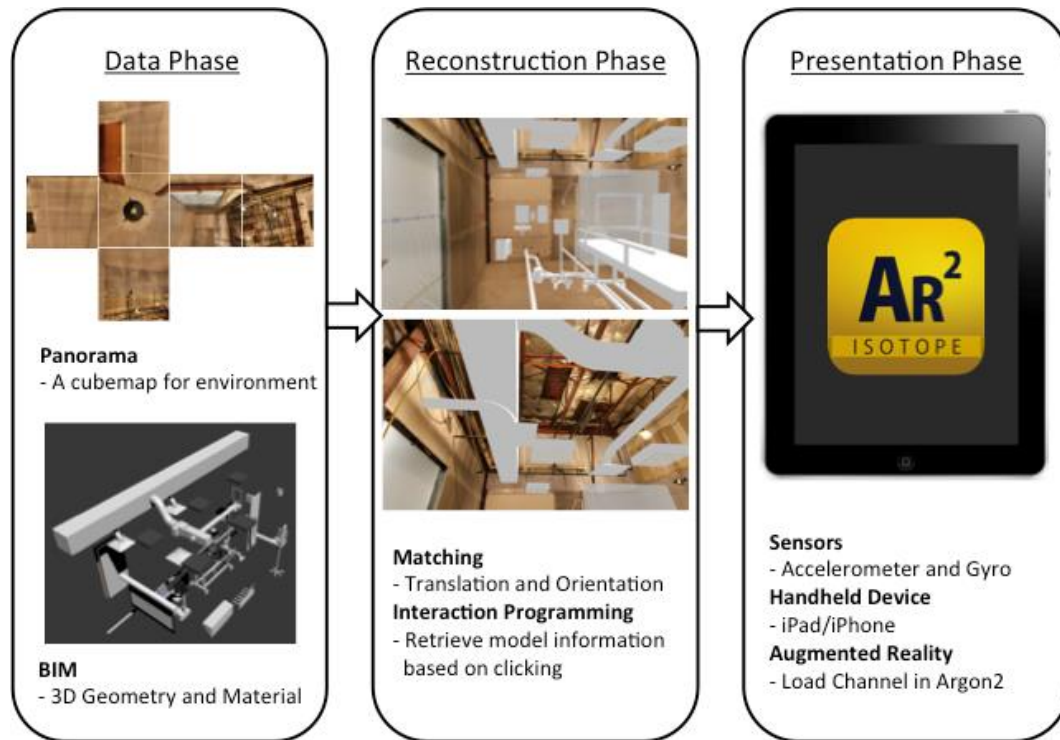 Data Phase
Panorama
- A cubemap for environment
BIM
- 3D Geometry and Material
Reconstruction Phase
Matching
- Translation and Orientation
Interaction Programming
- Retrieve model information
based on clicking
Presentation Phase
AR²
ISOTOPE
Sensors
- Accelerometer and Gyro
Handheld Device
- iPad/iPhone
Augmented Reality
- Load Channel in Argon2